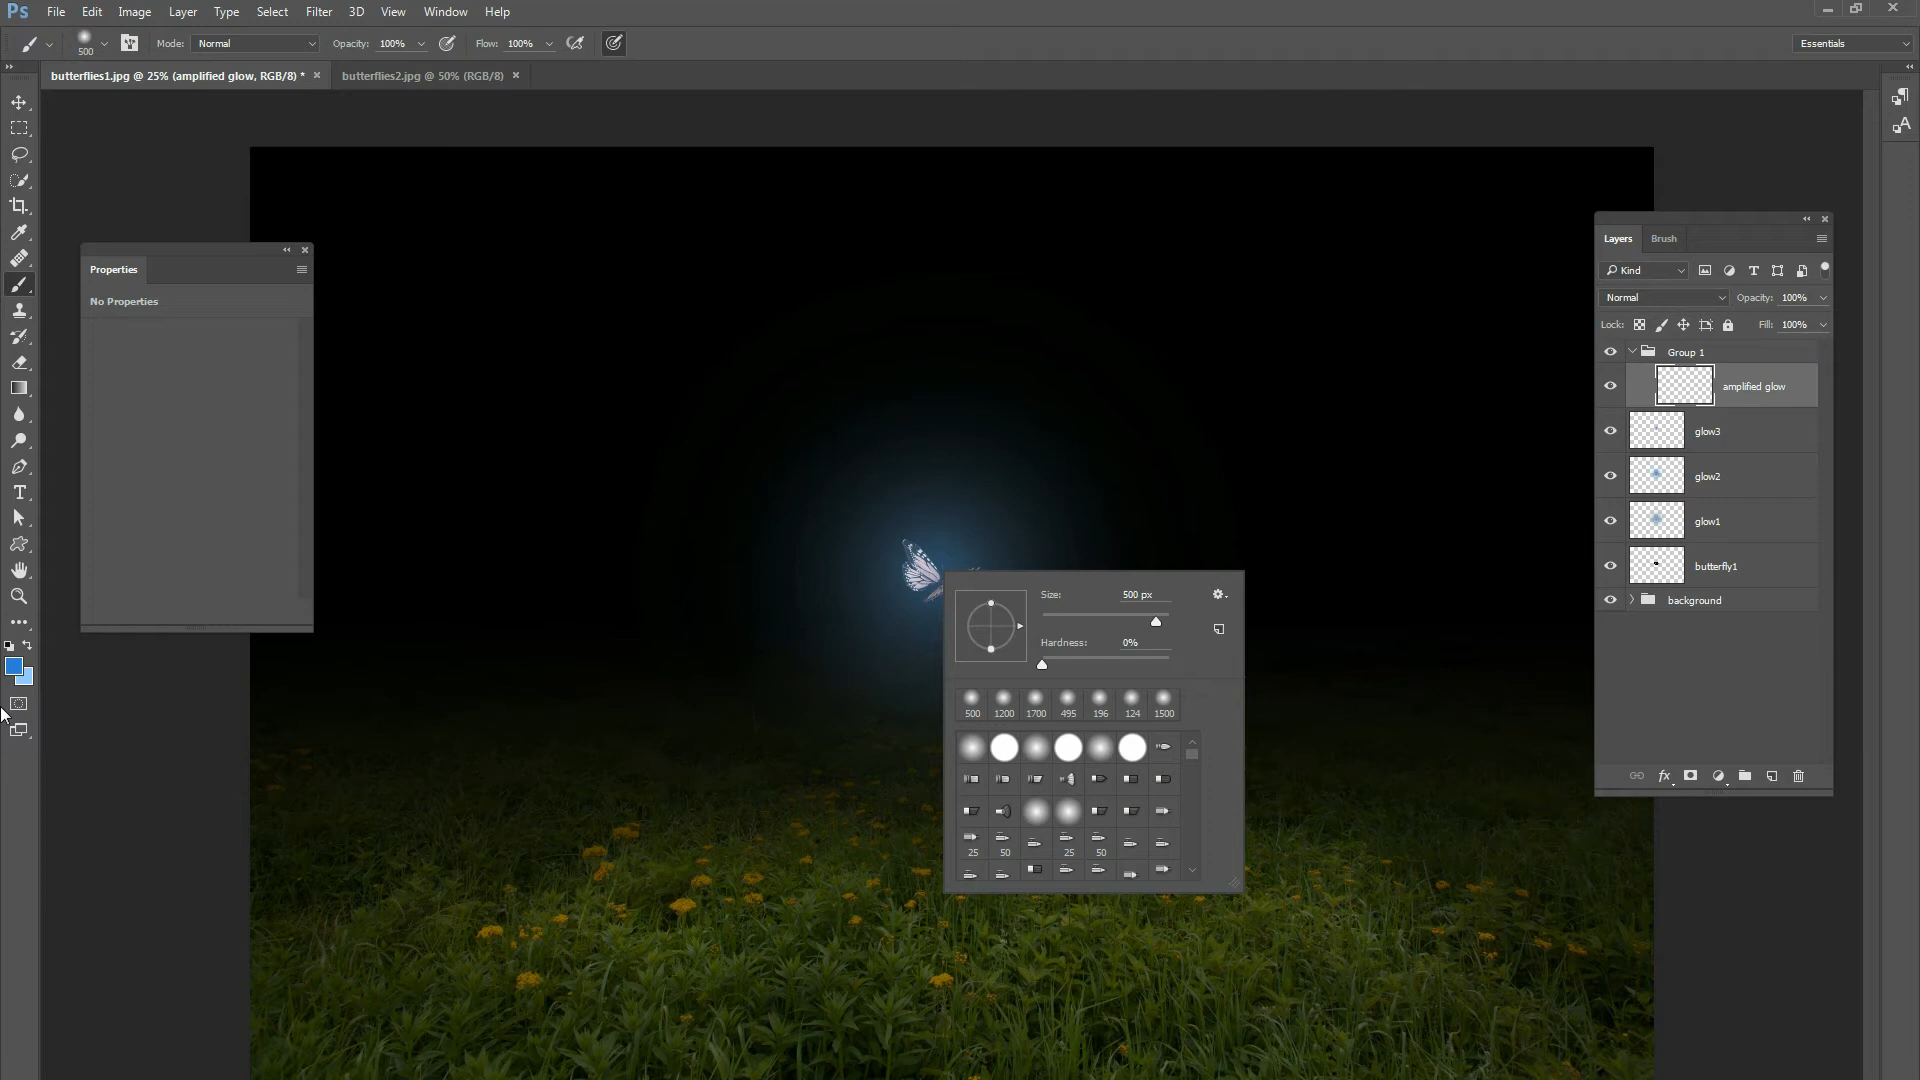 Ps File Edit Image Layer Type Select Filter 3D View Window Help
500 Mode: Normal Opacity: 100% Flow: 100% Essentials
butterflies1.jpg @ 25% (amplified glow, RGB/8) * × butterflies2.jpg @ 50% (RGB/8) ×
Properties
No Properties
Layers Brush
Kind
Normal Opacity: 100%
Lock: Fill: 100%
Group 1
amplified glow
glow3
glow2
glow1
butterfly1
background
fx
Size: 500 px
Hardness: 0%
500 1200 1700 495 196 124 1500
25 50 25 50